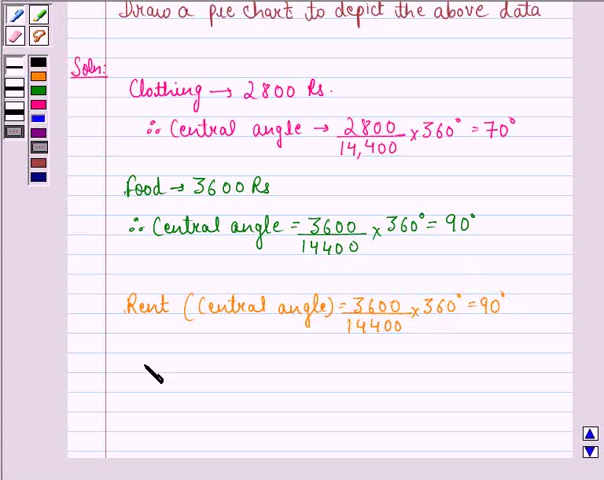 Draw a pie chart to depict the above data
Soln:
Clothing → 2800 Rs.
∴ Central angle → 2800/14,400 × 360° = 70°
Food → 3600 Rs
∴ Central angle = 3600/14400 × 360° = 90°
Rent (Central angle) = 3600/14400 × 360° = 90°